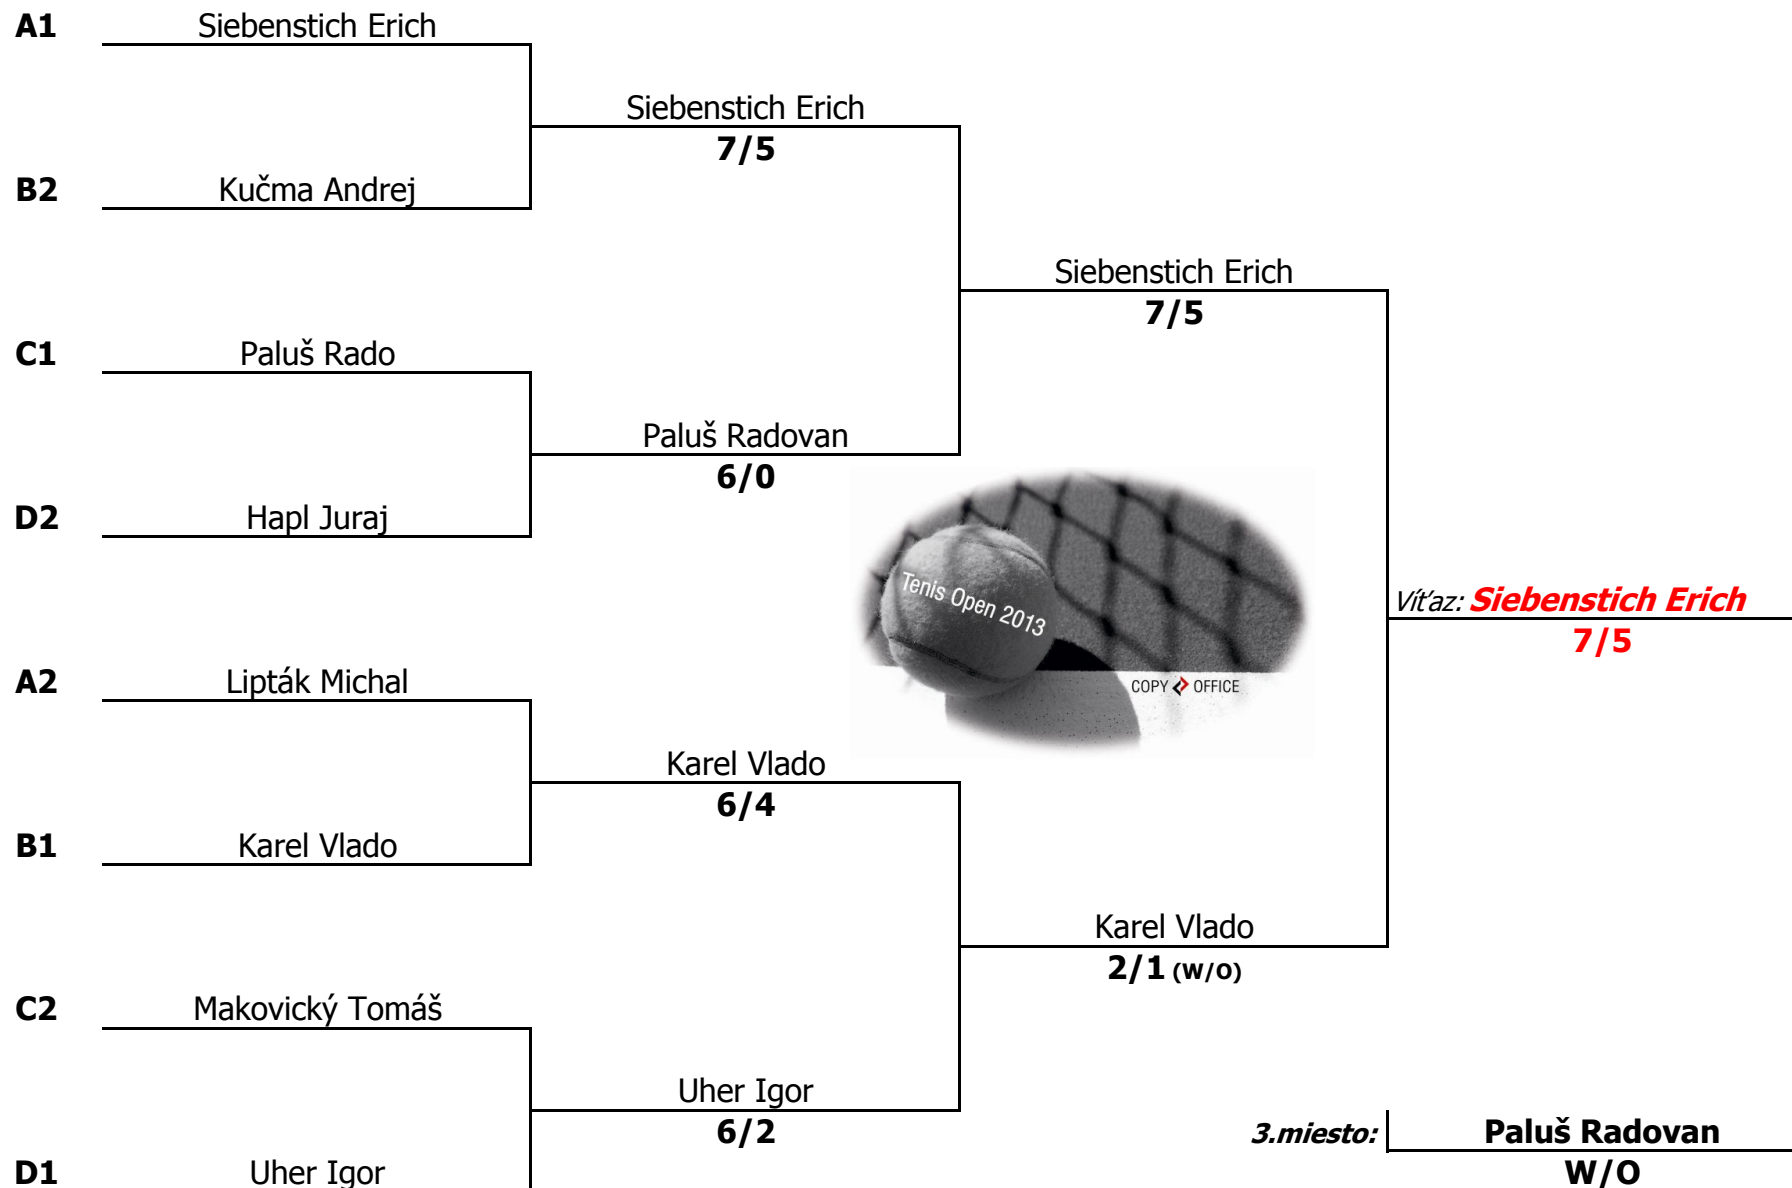 A1 Siebenstich Erich
Siebenstich Erich
7/5
B2 Kučma Andrej
Siebenstich Erich
7/5
C1 Paluš Rado
Paluš Radovan
6/0
D2 Hapl Juraj
Tenis Open 2013
COPY OFFICE
Víťaz: Siebenstich Erich
7/5
A2 Lipták Michal
Karel Vlado
6/4
B1 Karel Vlado
Karel Vlado
2/1 (W/O)
C2 Makovický Tomáš
Uher Igor
6/2
3.miesto: Paluš Radovan
W/O
D1 Uher Igor